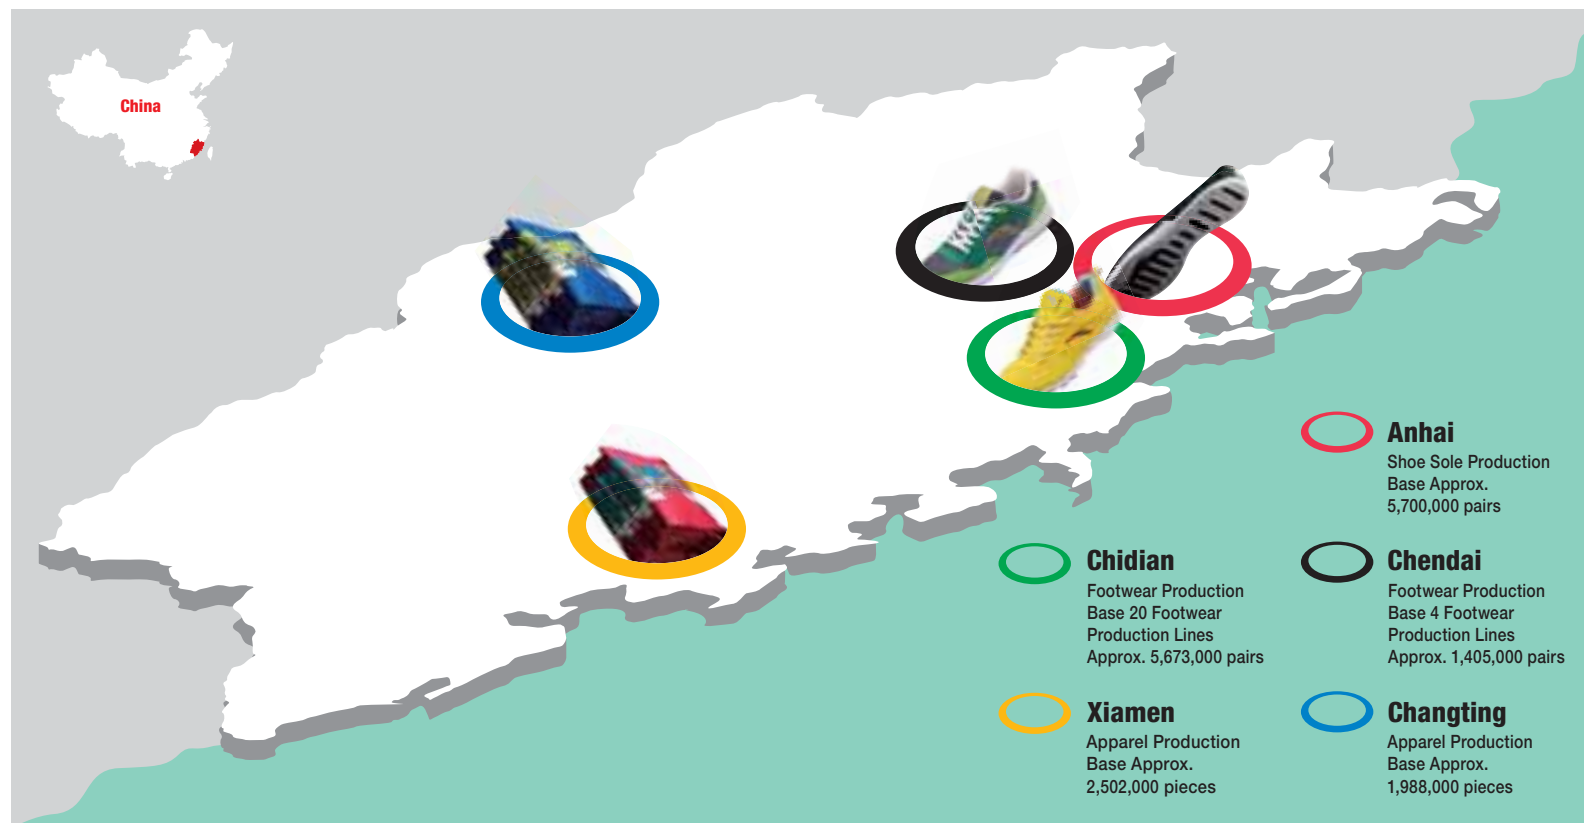 China
Anhai
Shoe Sole Production
Base Approx.
5,700,000 pairs
Chidian
Footwear Production
Base 20 Footwear
Production Lines
Approx. 5,673,000 pairs
Chendai
Footwear Production
Base 4 Footwear
Production Lines
Approx. 1,405,000 pairs
Xiamen
Apparel Production
Base Approx.
2,502,000 pieces
Changting
Apparel Production
Base Approx.
1,988,000 pieces